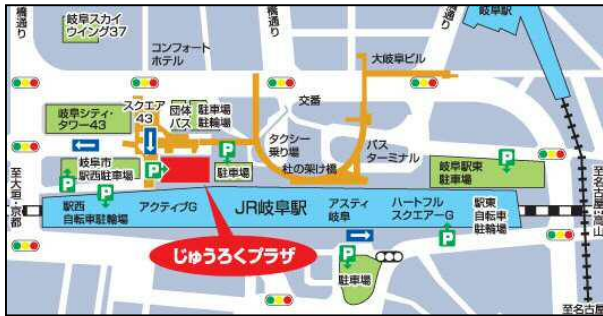 橋通り
岐阜スカイ
ウイング37
橋通り
通り
岐阜駅
コンフォート
ホテル
大岐阜ビル
交番
スクエア
43
団体
バス
駐車場
駐輪場
岐阜シティ・
タワー43
タクシー
乗り場
バス
ターミナル
杜の架け橋
岐阜市
駅西駐車場
P
P
P
駐車場
岐阜駅東
駐車場
P
至大垣・京都
P
駅西
自転車駐輪場
アクティブG
JR岐阜駅
アスティ
岐阜
ハートフル
スクエアーG
駅東
自転車
駐輪場
P
至名古屋・高山
じゅうろくプラザ
P
駐車場
至名古屋